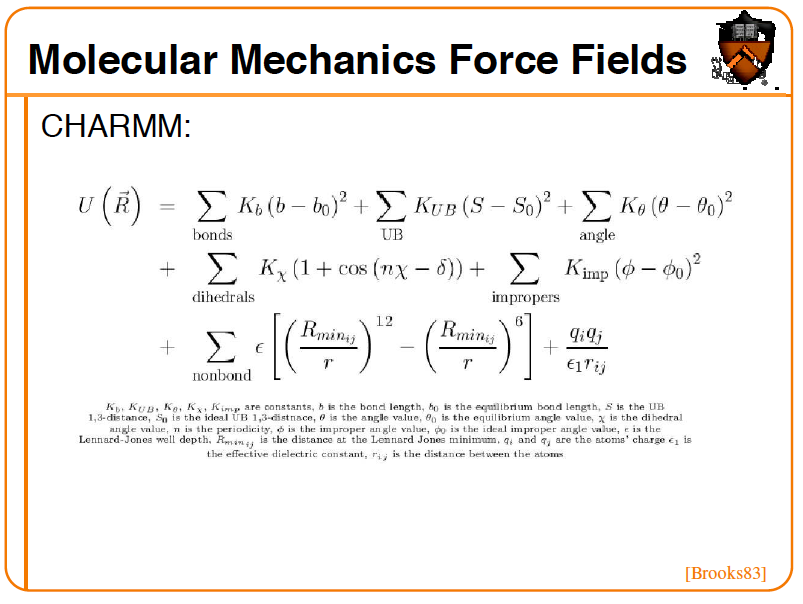 Molecular Mechanics Force Fields
CHARMM:
U(R⃗) = ∑_bonds K_b (b − b_0)^2 + ∑_UB K_UB (S − S_0)^2 + ∑_angle K_θ (θ − θ_0)^2
+ ∑_dihedrals K_χ (1 + cos (nχ − δ)) + ∑_impropers K_imp (ϕ − ϕ_0)^2
+ ∑_nonbond ϵ [ (R_min_ij / r)^12 − (R_min_ij / r)^6 ] + q_i q_j / ϵ_1 r_ij
K_b, K_UB, K_θ, K_χ, K_imp are constants, b is the bond length, b_0 is the equilibrium bond length, S is the UB
1,3-distance, S_0 is the ideal UB 1,3-distnace, θ is the angle value, θ_0 is the equilibrium angle value, χ is the dihedral
angle value, n is the periodicity, ϕ is the improper angle value, ϕ_0 is the ideal improper angle value, ϵ is the
Lennard-Jones well depth, R_min_ij is the distance at the Lennard Jones minimum, q_i and q_j are the atoms' charge ϵ_1 is
the effective dielectric constant, r_ij is the distance between the atoms
[Brooks83]